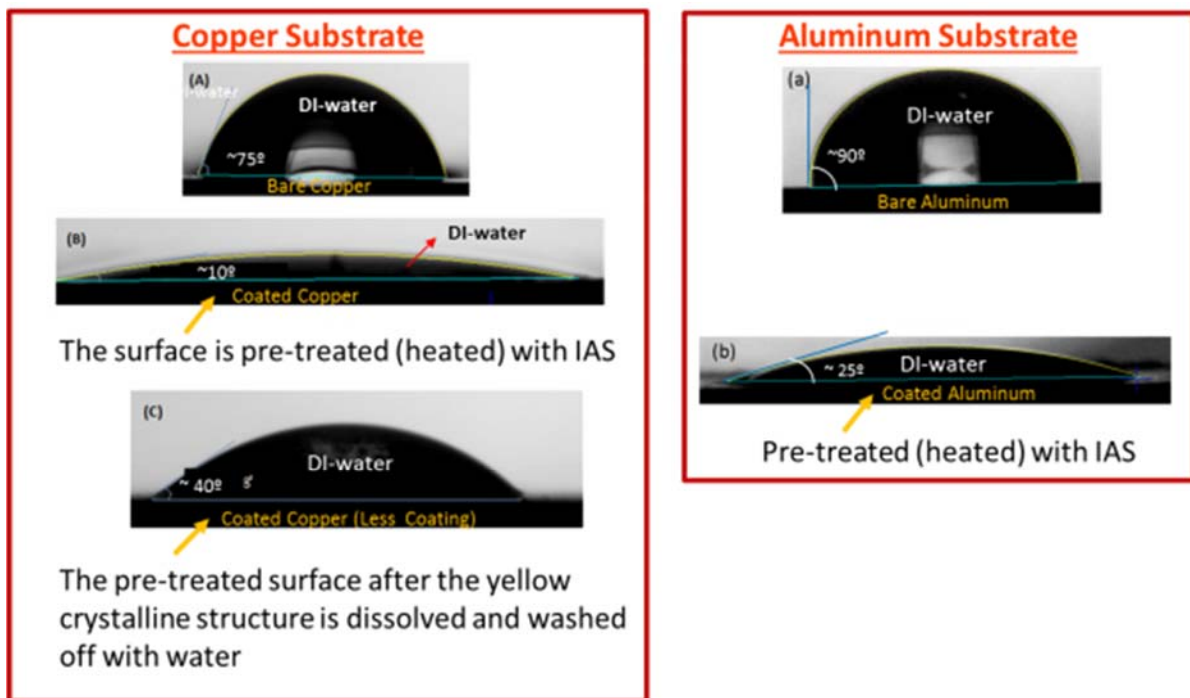 Copper Substrate
(A)
DI-water
~75º
Bare Copper
(B)
DI-water
~10º
Coated Copper
The surface is pre-treated (heated) with IAS
(C)
DI-water
~ 40º
Coated Copper (Less Coating)
The pre-treated surface after the yellow
crystalline structure is dissolved and washed
off with water
Aluminum Substrate
(a)
DI-water
~90º
Bare Aluminum
(b)
DI-water
~ 25º
Coated Aluminum
Pre-treated (heated) with IAS